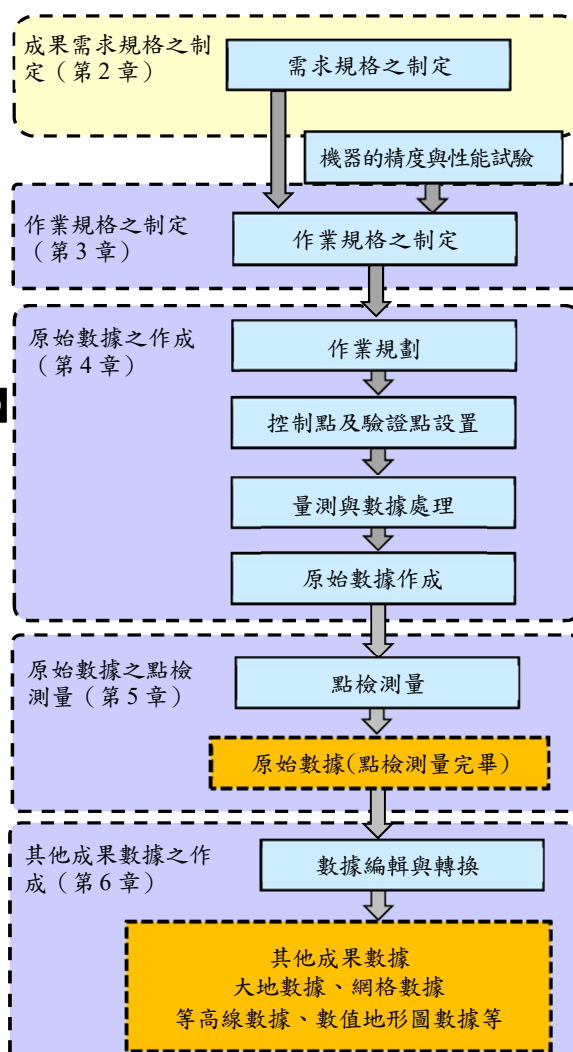 成果需求規格之制
定（第2章）
需求規格之制定
機器的精度與性能試驗
作業規格之制定
（第3章）
作業規格之制定
原始數據之作成
（第4章）
作業規劃
控制點及驗證點設置
量測與數據處理
原始數據作成
原始數據之點檢
測量（第5章）
點檢測量
原始數據(點檢測量完畢）
其他成果數據之作
成（第6章）
數據編輯與轉換
其他成果數據
大地數據、網格數據
等高線數據、數值地形圖數據等